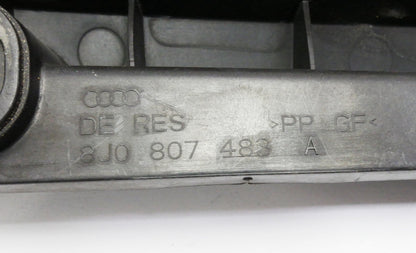 DE RES >PP GF<
8J0 807 483 A